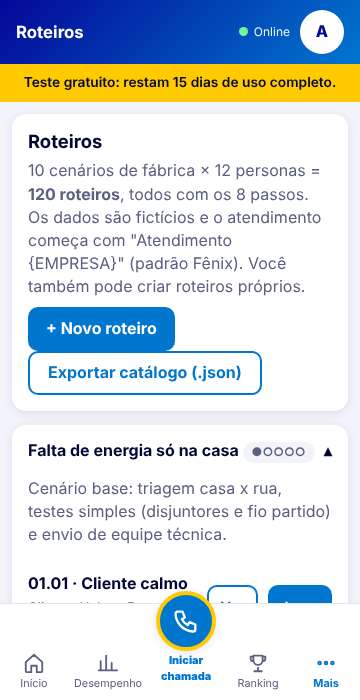 Roteiros
Online
A
Teste gratuito: restam 15 dias de uso completo.
Roteiros
10 cenários de fábrica × 12 personas =
120 roteiros, todos com os 8 passos.
Os dados são fictícios e o atendimento
começa com "Atendimento
{EMPRESA}" (padrão Fênix). Você
também pode criar roteiros próprios.
+ Novo roteiro
Exportar catálogo (.json)
Falta de energia só na casa
Cenário base: triagem casa x rua,
testes simples (disjuntores e fio partido)
e envio de equipe técnica.
01.01 · Cliente calmo
Início
Desempenho
Iniciar
chamada
Ranking
Mais